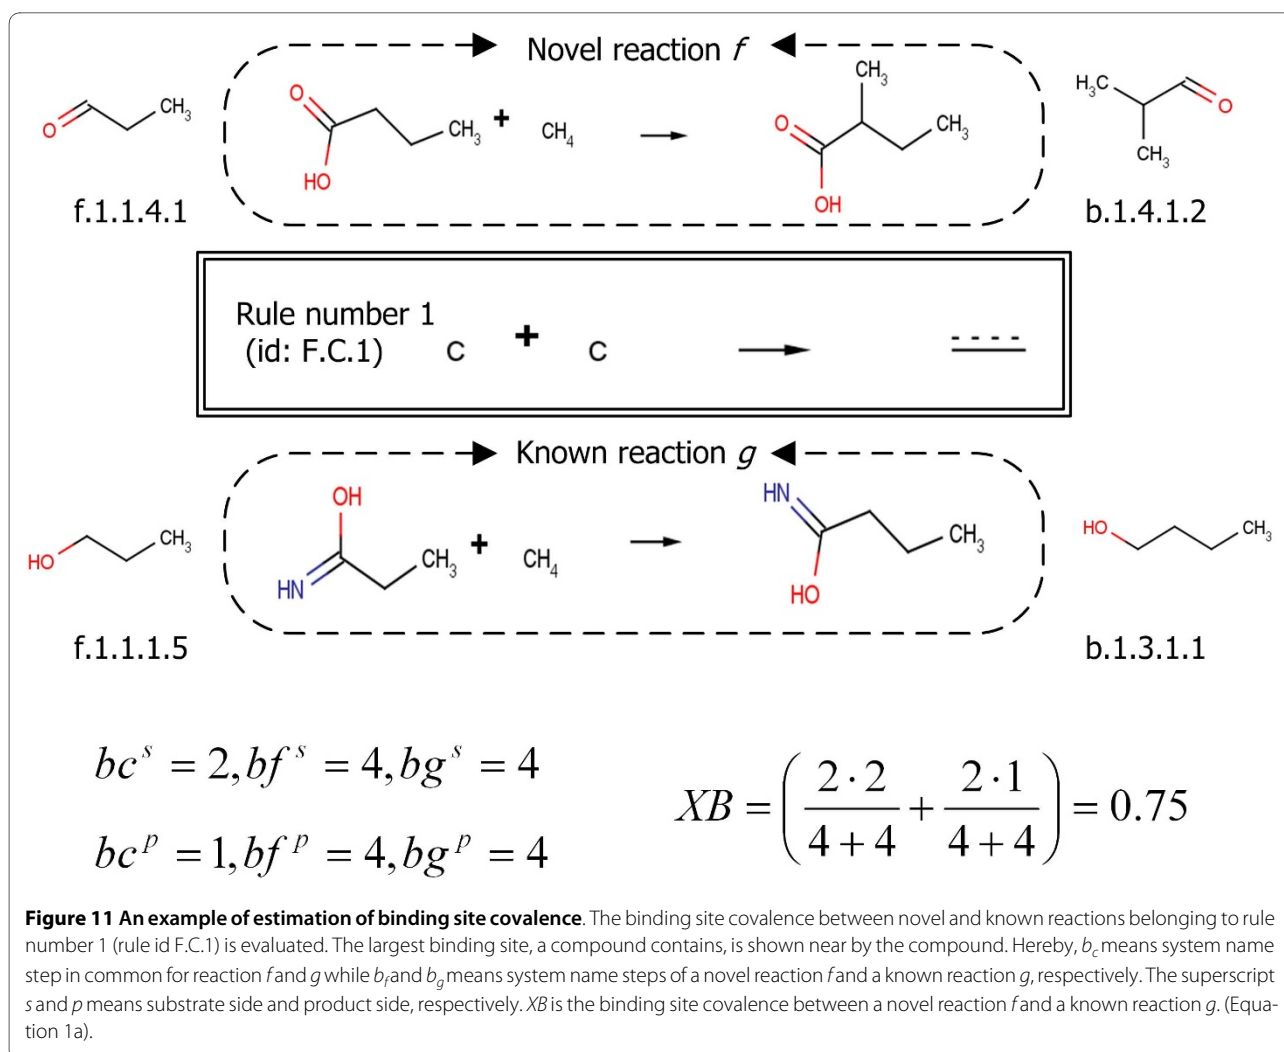 Novel reaction f
O CH3
f.1.1.4.1
O HO CH3 + CH4 → O OH CH3 CH3
H3C CH3 O
b.1.4.1.2
Rule number 1
(id: F.C.1) C + C →
Known reaction g
HO CH3
f.1.1.1.5
OH HN CH3 + CH4 → HN HO CH3
HO CH3
b.1.3.1.1
bc^s = 2, bf^s = 4, bg^s = 4
bc^p = 1, bf^p = 4, bg^p = 4
XB = (2·2/4+4 + 2·1/4+4) = 0.75
Figure 11 An example of estimation of binding site covalence. The binding site covalence between novel and known reactions belonging to rule
number 1 (rule id F.C.1) is evaluated. The largest binding site, a compound contains, is shown near by the compound. Hereby, b_c means system name
step in common for reaction f and g while b_f and b_g means system name steps of a novel reaction f and a known reaction g, respectively. The superscript
s and p means substrate side and product side, respectively. XB is the binding site covalence between a novel reaction f and a known reaction g. (Equa-
tion 1a).